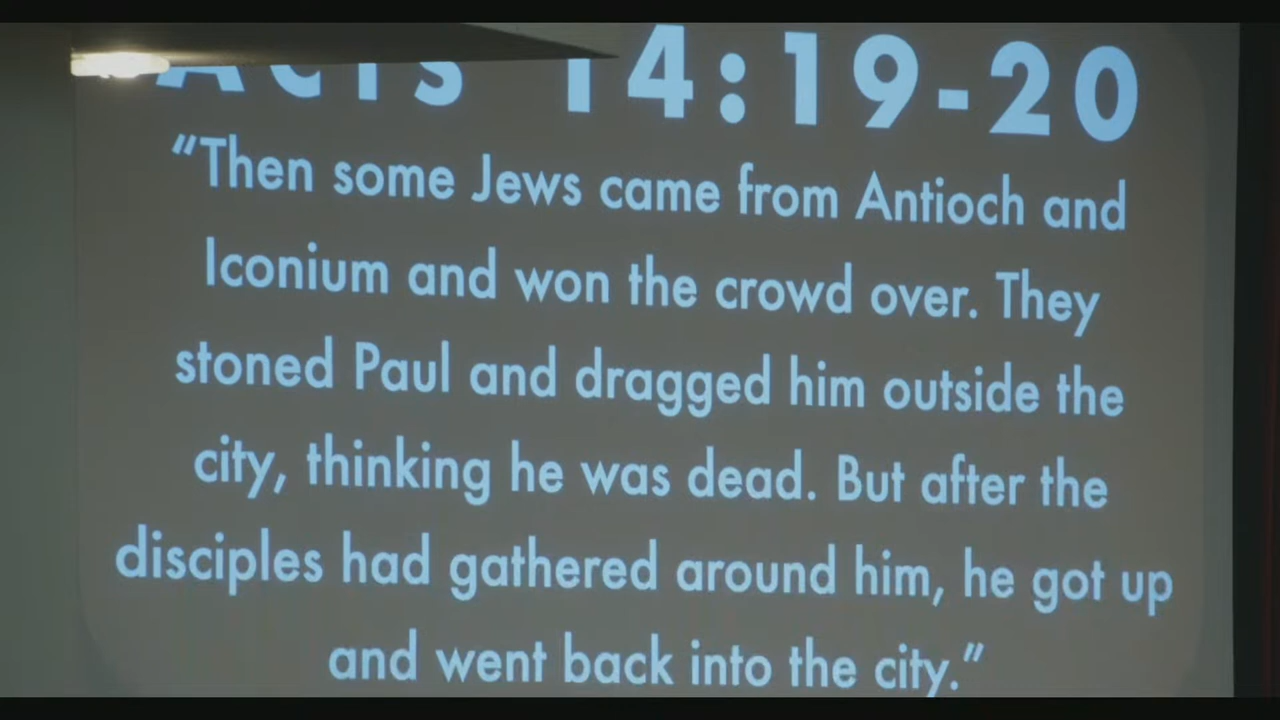 ACTS 14:19-20
“Then some Jews came from Antioch and
Iconium and won the crowd over. They
stoned Paul and dragged him outside the
city, thinking he was dead. But after the
disciples had gathered around him, he got up
and went back into the city.”